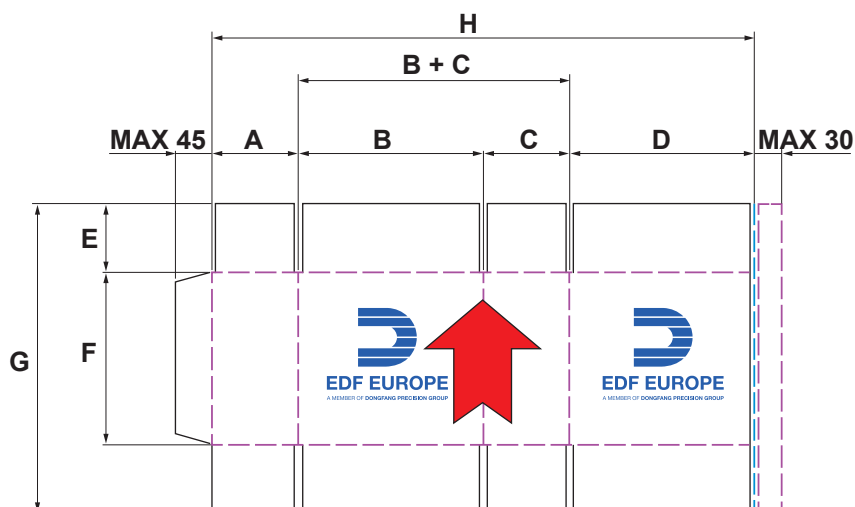 H
B + C
MAX 45
A
B
C
D
MAX 30
E
F
G
EDF EUROPE
A MEMBER OF DONGFANG PRECISION GROUP
EDF EUROPE
A MEMBER OF DONGFANG PRECISION GROUP